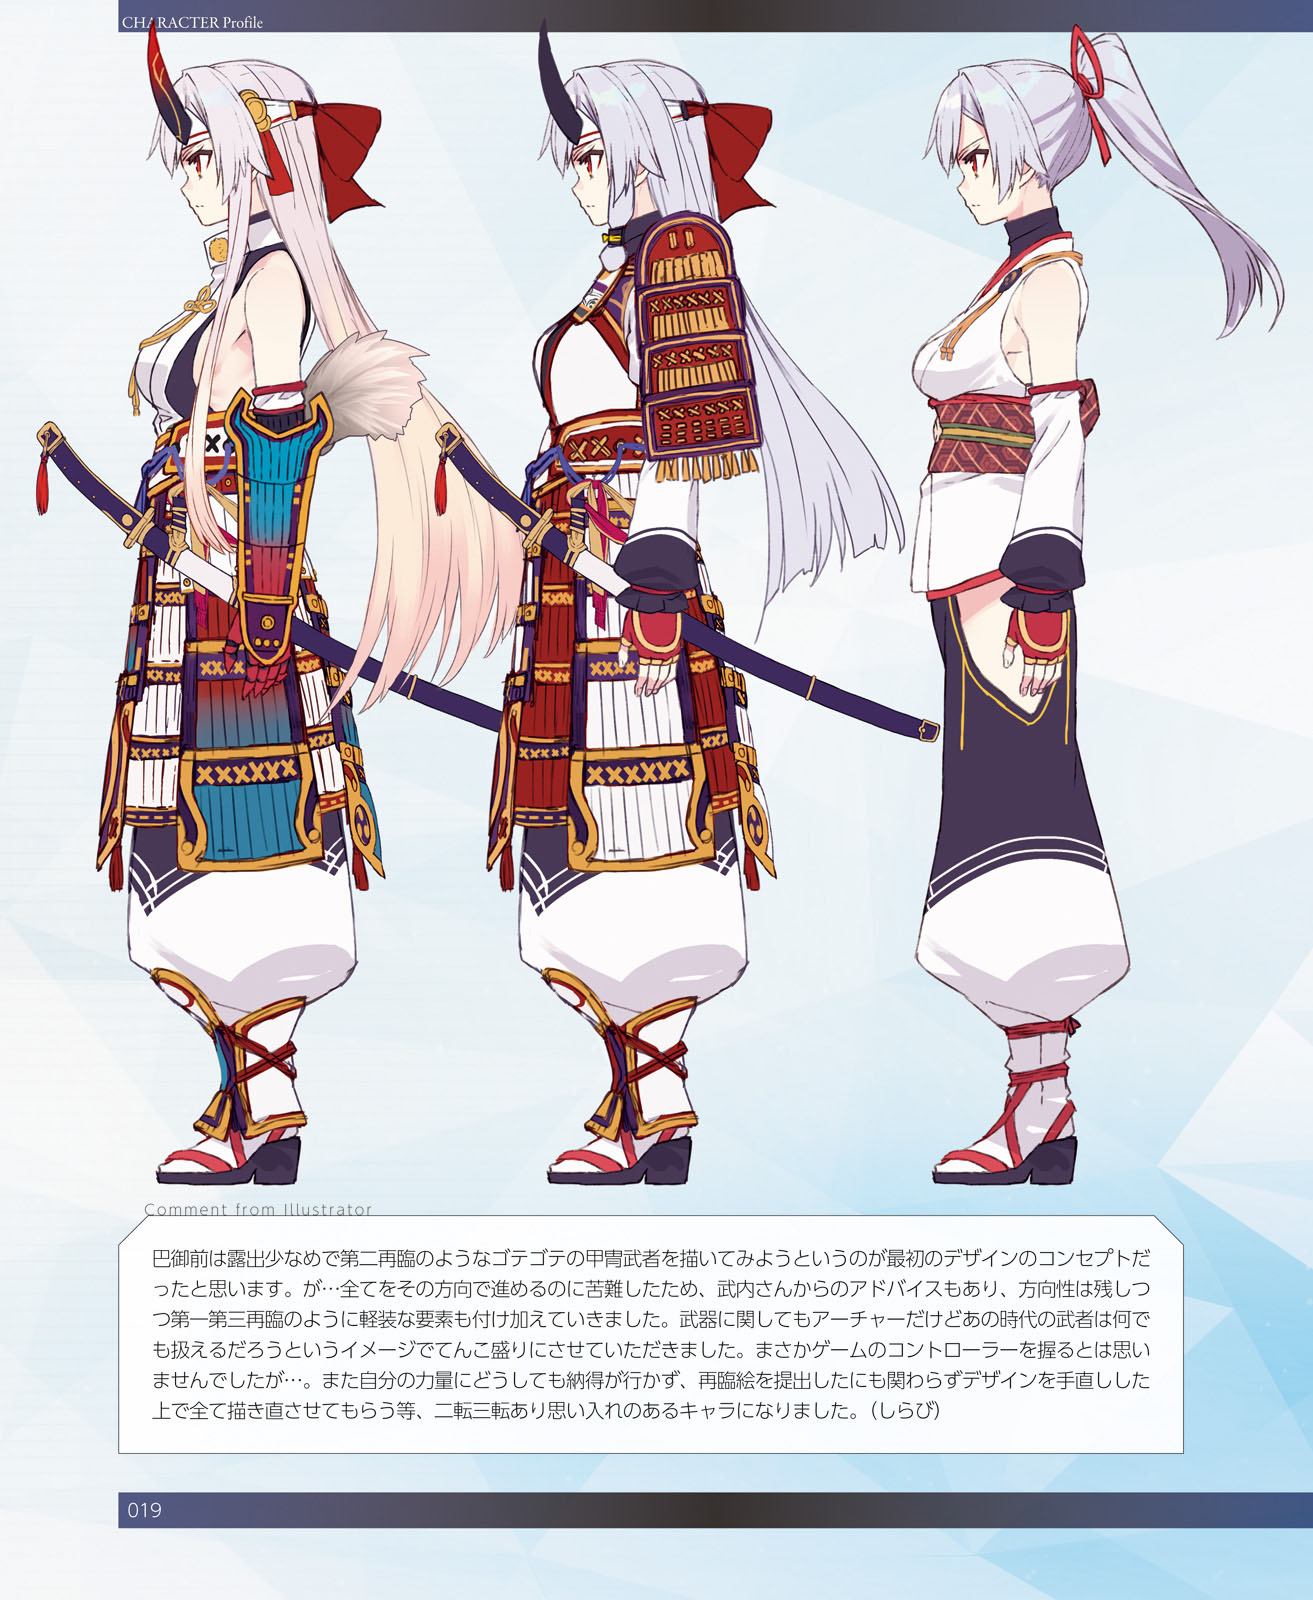 CHARACTER Profile
Comment from Illustrator
巴御前は露出少なめで第二再臨のようなゴテゴテの甲冑武者を描いてみようというのが最初のデザインのコンセプトだ
ったと思います。が…全てをその方向で進めるのに苦難したため、武内さんからのアドバイスもあり、方向性は残しつ
つ第一第三再臨のように軽装な要素も付け加えていきました。武器に関してもアーチャーだけどあの時代の武者は何で
も扱えるだろうというイメージでてんこ盛りにさせていただきました。まさかゲームのコントローラーを握るとは思い
ませんでしたが…。また自分の力量にどうしても納得が行かず、再臨絵を提出したにも関わらずデザインを手直しした
上で全て描き直させてもらう等、二転三転あり思い入れのあるキャラになりました。（しらび）
019